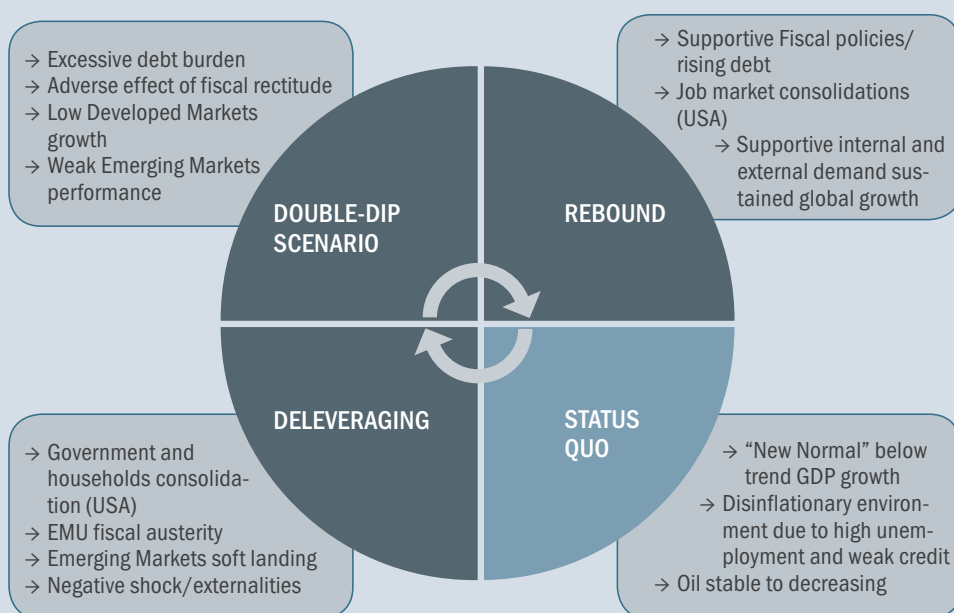 → Excessive debt burden
→ Adverse effect of fiscal rectitude
→ Low Developed Markets
growth
→ Weak Emerging Markets
performance
→ Supportive Fiscal policies/
rising debt
→ Job market consolidations
(USA)
→ Supportive internal and
external demand sus-
tained global growth
DOUBLE-DIP
SCENARIO
REBOUND
DELEVERAGING
STATUS
QUO
→ Government and
households consolida-
tion (USA)
→ EMU fiscal austerity
→ Emerging Markets soft landing
→ Negative shock/externalities
→ “New Normal” below
trend GDP growth
→ Disinflationary environ-
ment due to high unem-
ployment and weak credit
→ Oil stable to decreasing